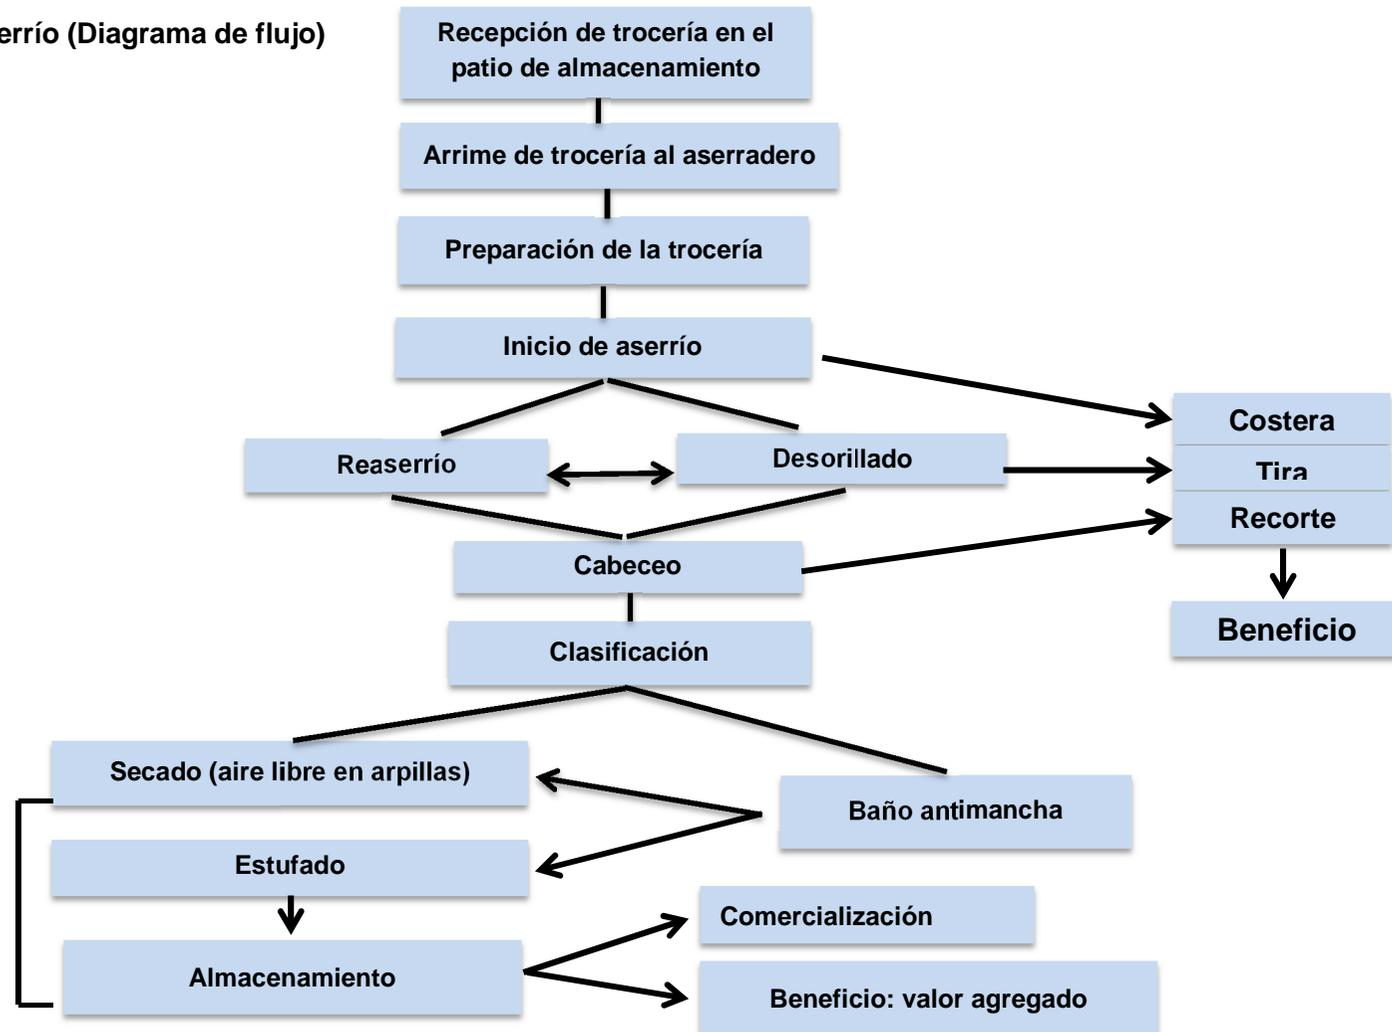 errío (Diagrama de flujo)
Recepción de trocería en el
patio de almacenamiento
Arrime de trocería al aserradero
Preparación de la trocería
Inicio de aserrío
Costera
Reaserrío
Desorillado
Tira
Recorte
Cabeceo
Beneficio
Clasificación
Secado (aire libre en arpillas)
Baño antimancha
Estufado
Comercialización
Almacenamiento
Beneficio: valor agregado